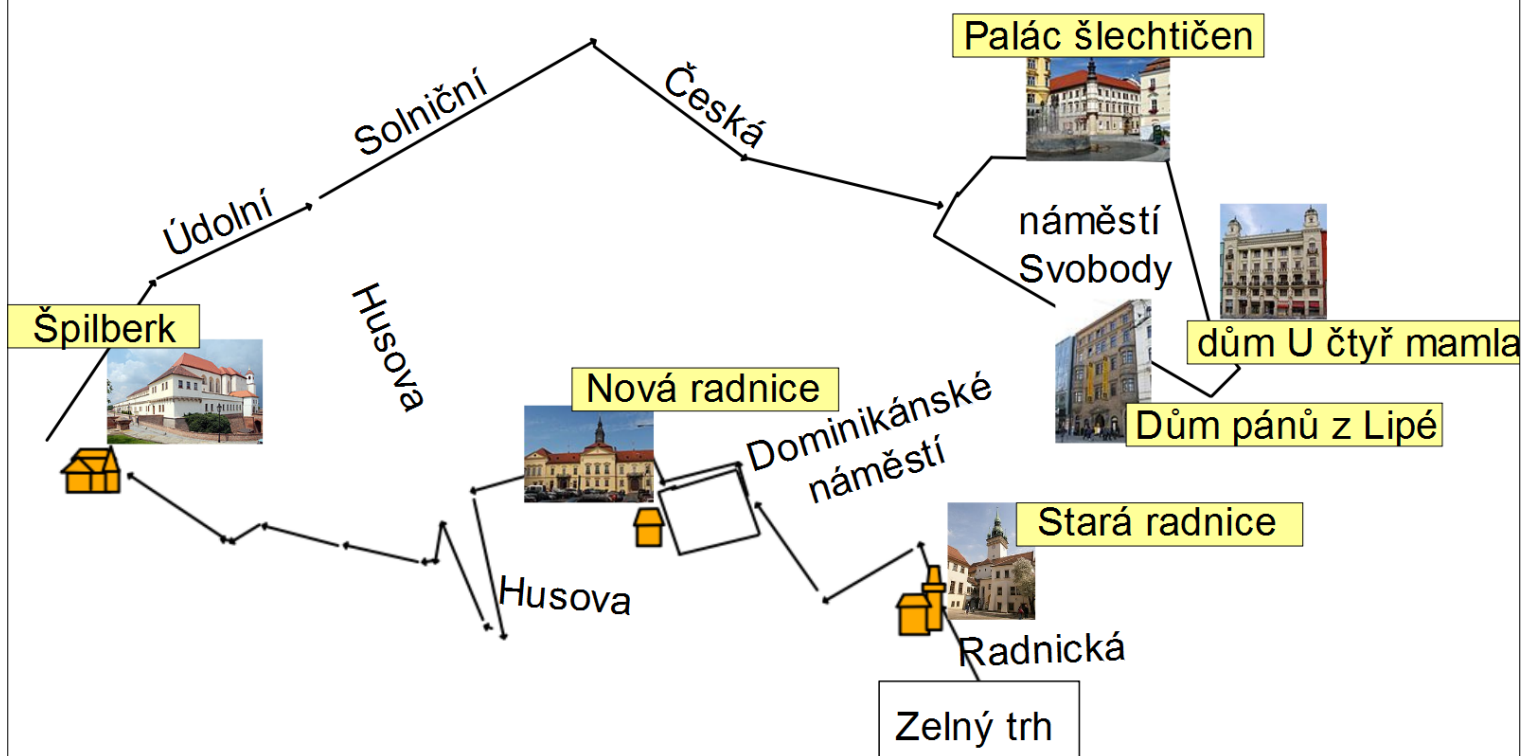 Palác šlechtičen
Česká
Solniční
Údolní
náměstí
Svobody
Husova
Špilberk
dům U čtyř mamla
Nová radnice
Dům pánů z Lipé
Dominikánské
náměstí
Stará radnice
Husova
Radnická
Zelný trh